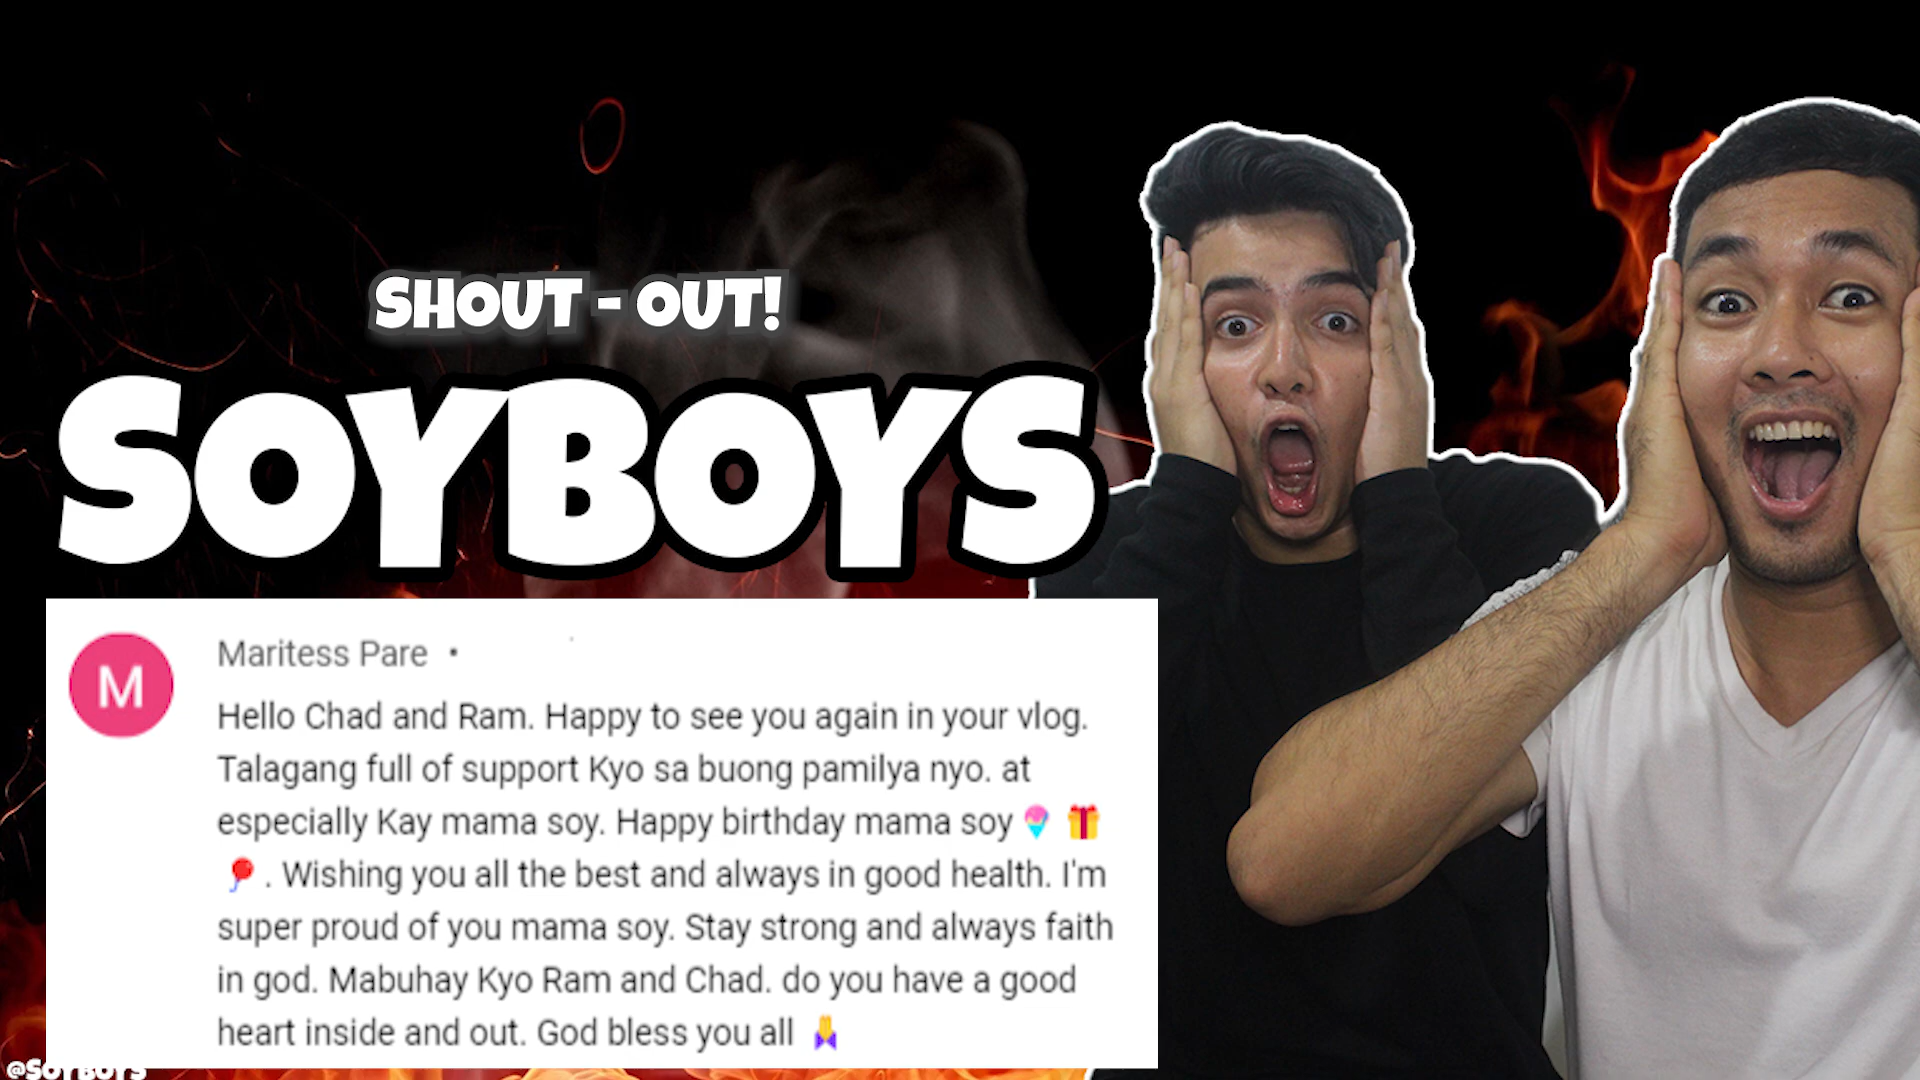 SHOUT - OUT!
SOYBOYS
M
Maritess Pare •
Hello Chad and Ram. Happy to see you again in your vlog.
Talagang full of support Kyo sa buong pamilya nyo. at
especially Kay mama soy. Happy birthday mama soy 🍧 🎁
🎈 . Wishing you all the best and always in good health. I'm
super proud of you mama soy. Stay strong and always faith
in god. Mabuhay Kyo Ram and Chad. do you have a good
heart inside and out. God bless you all 🙏
@SOYBOYS